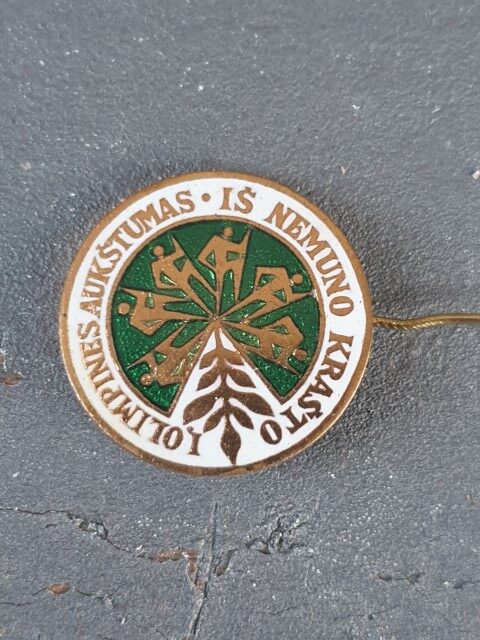 IŠ NEMUNO KRAŠTO Į OLIMPINES AUKŠTUMAS ·